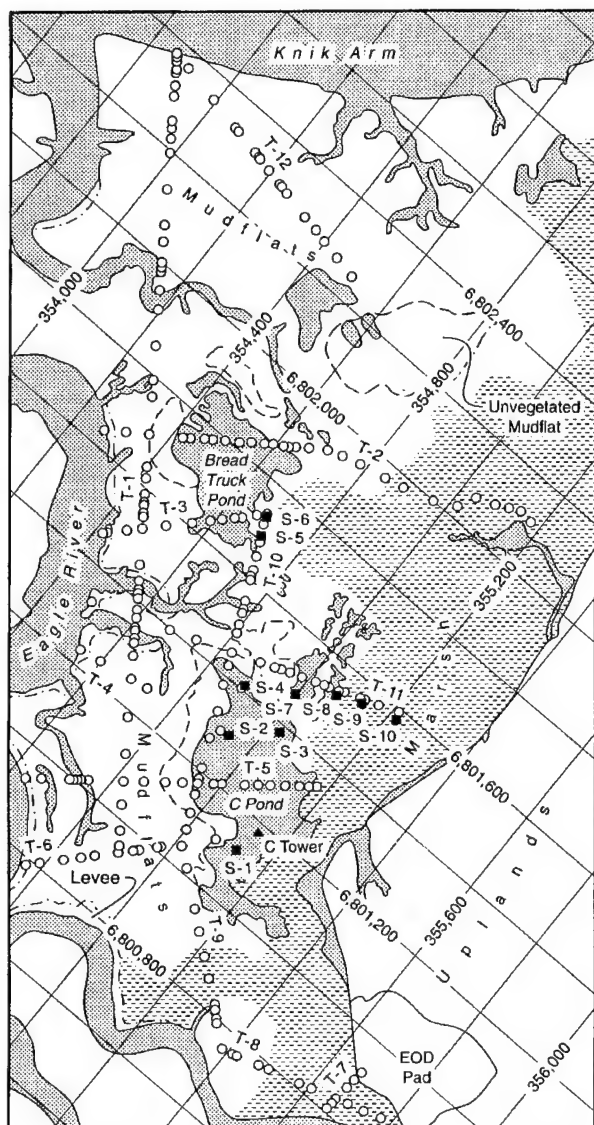 Knik Arm
T-12
Mudflats
354,000
354,400
6,802,400
354,800
6,802,000
Unvegetated
Mudflat
Bread
Truck
Pond
T-2
T-1
T-3
S-6
S-5
T-10
355,200
Eagle River
Marsh
T-4
S-4
T-11
S-7
S-8
S-9
S-10
S-2
S-3
6,801,600
Mudflats
T-5
C Pond
C Tower
T-6
S-1
Levee
Uplands
355,600
6,801,200
T-9
6,800,800
T-8
T-7
EOD
Pad
356,000